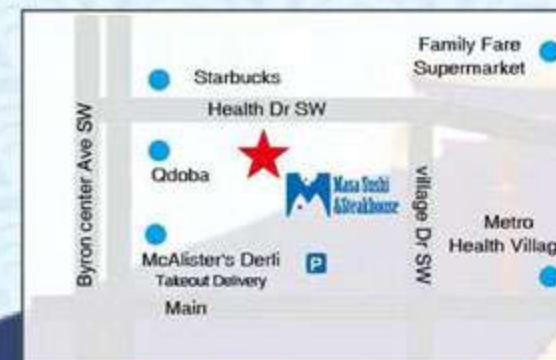 Family Fare
Supermarket
Starbucks
Health Dr SW
Byron center Ave SW
Qdoba
Masa Sushi
&Steakhouse
village Dr SW
Metro
Health Villag
McAlister's Derli
Takeout Delivery
P
Main